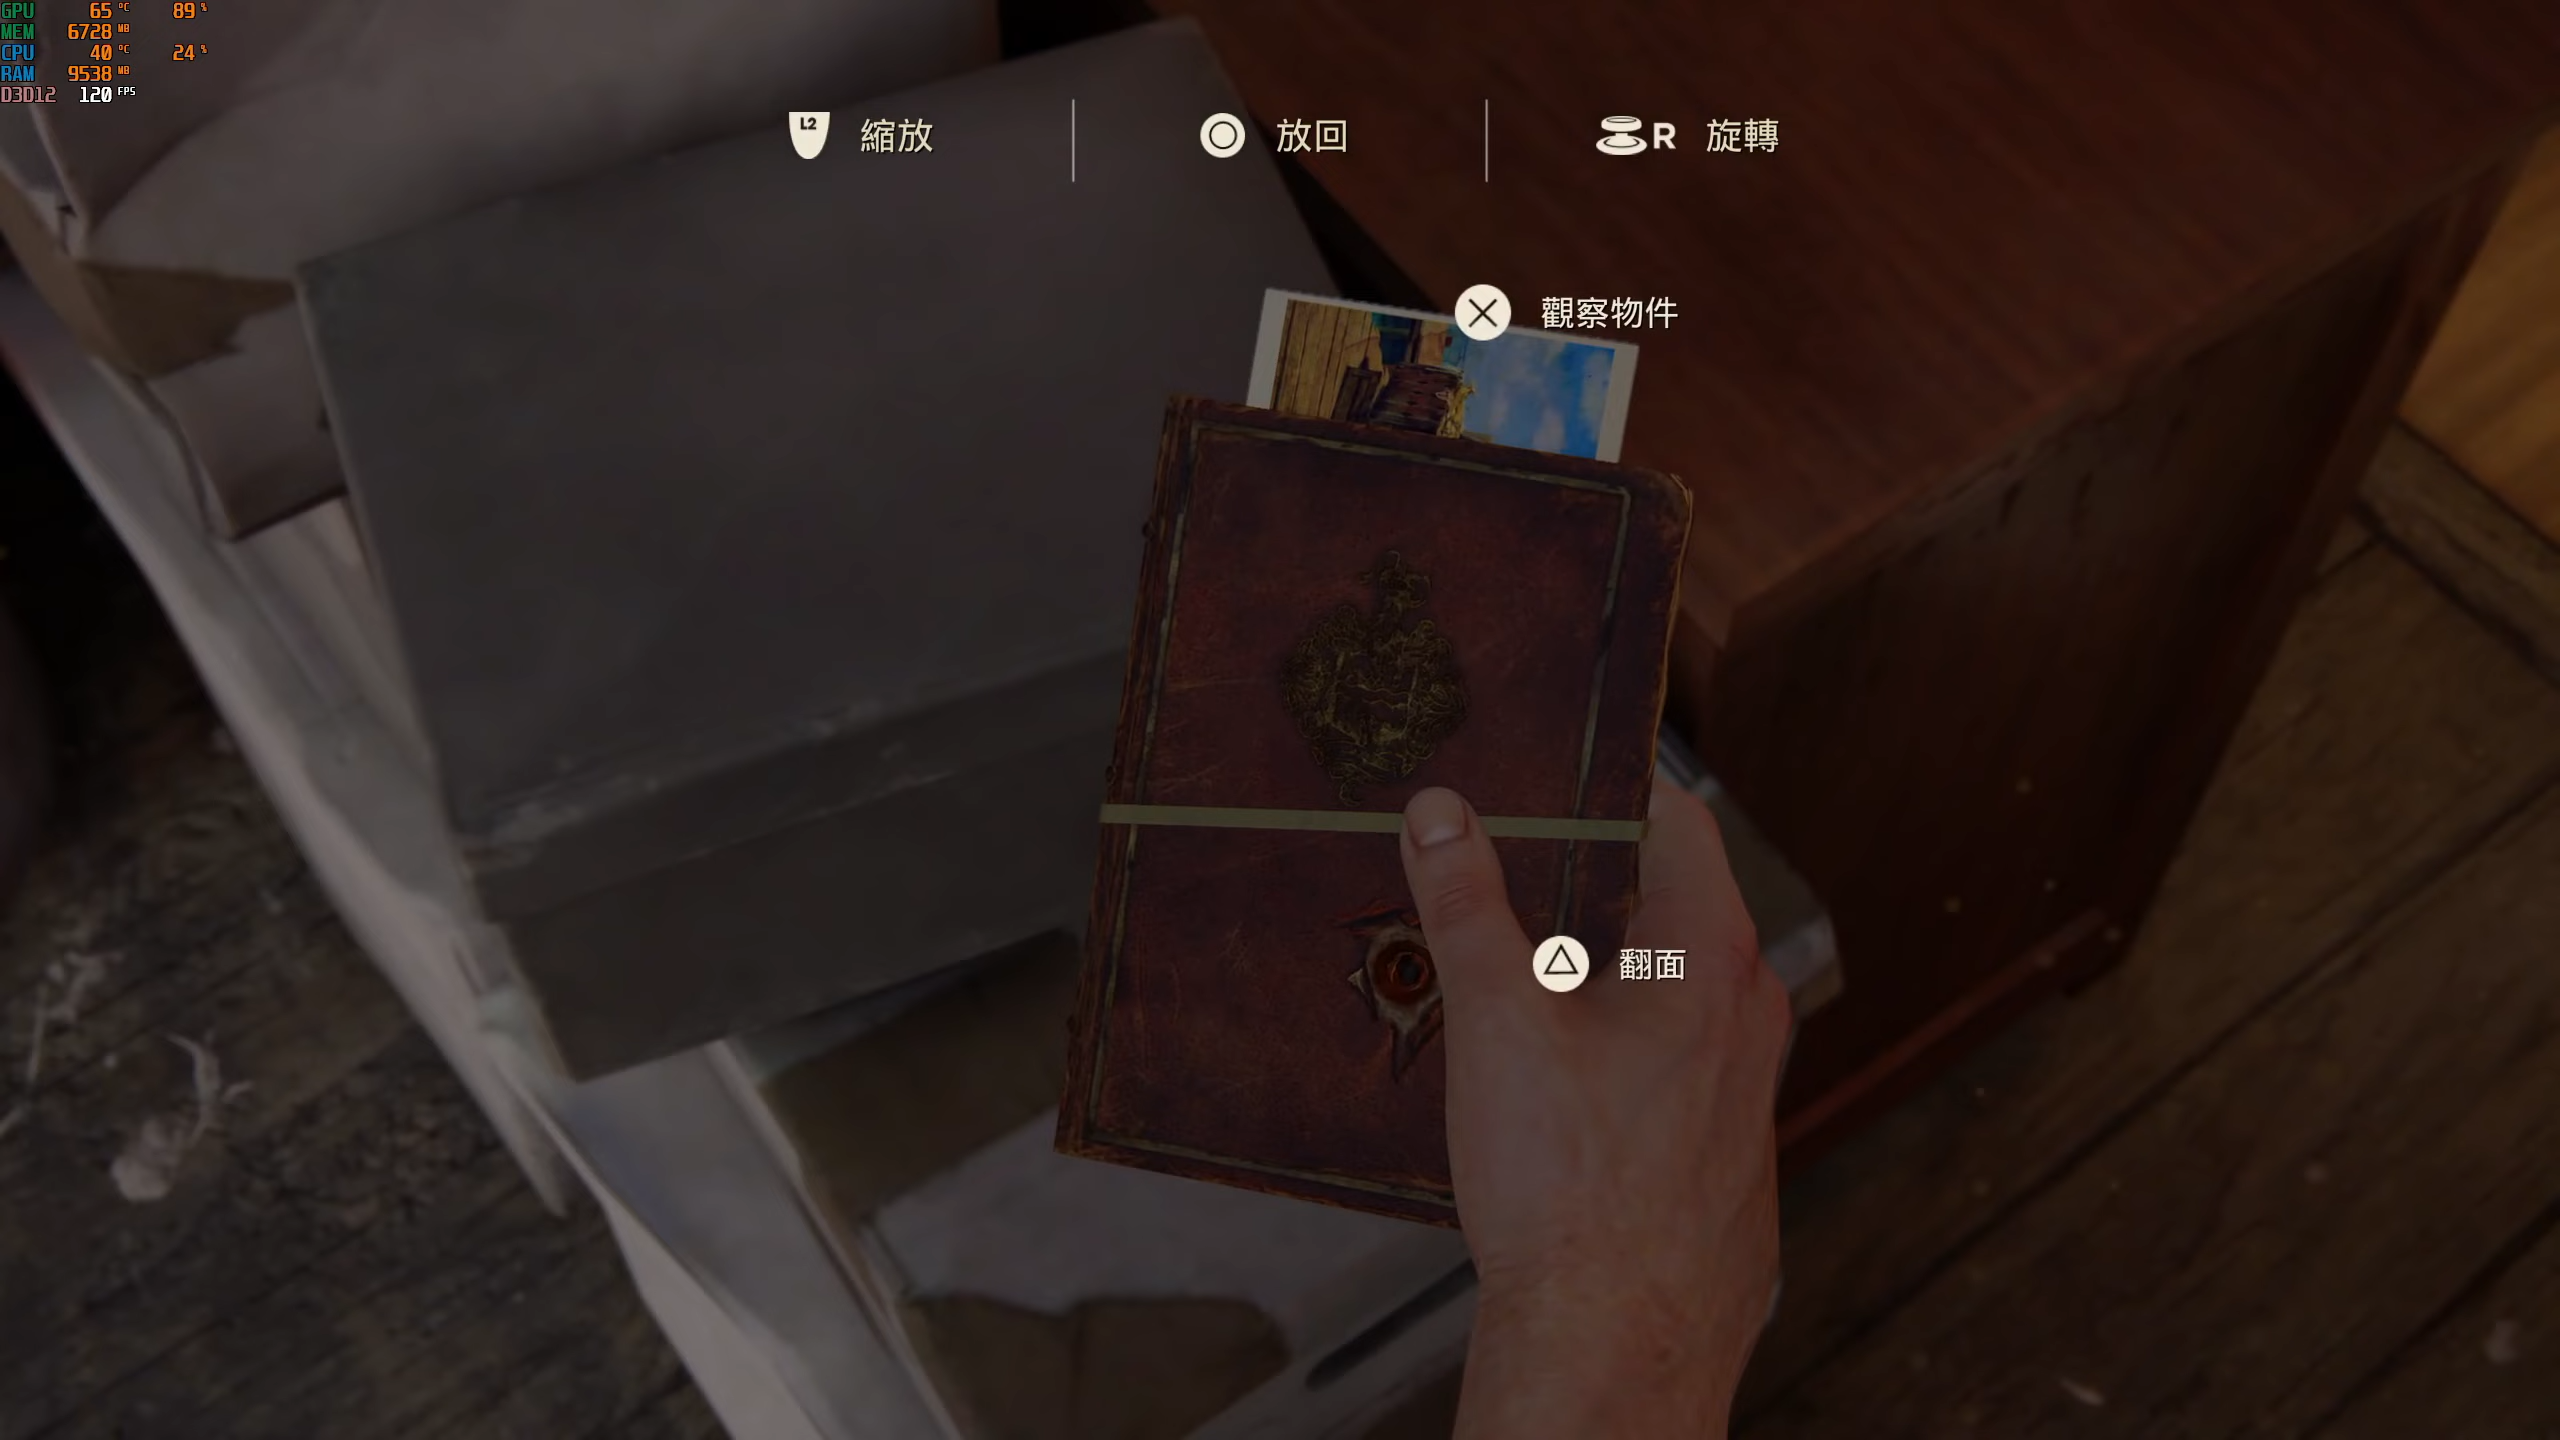 GPU 65 °C 89 %
MEM 6728 MB
CPU 40 °C 24 %
RAM 9538 MB
D3D12 120 FPS
L2 縮放 放回 R 旋轉
觀察物件
翻面